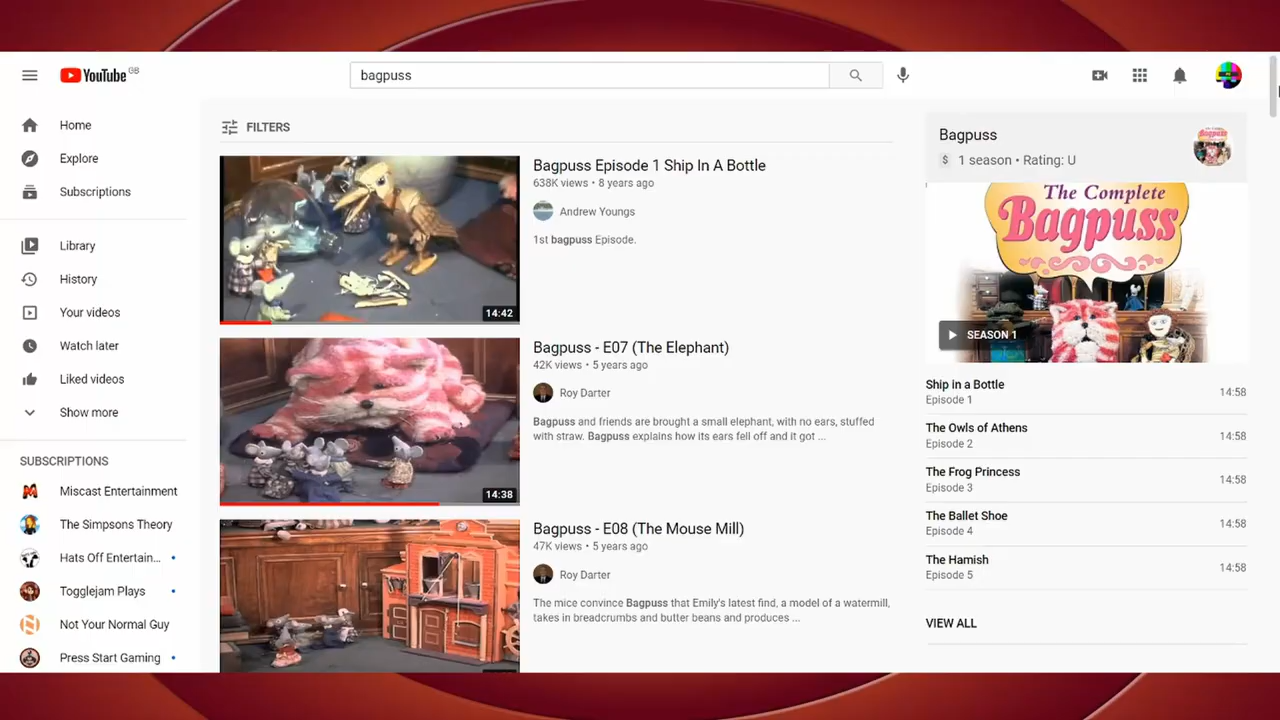 YouTube GB
bagpuss
Home
Explore
Subscriptions
Library
History
Your videos
Watch later
Liked videos
Show more
SUBSCRIPTIONS
Miscast Entertainment
The Simpsons Theory
Hats Off Entertain...
Togglejam Plays
Not Your Normal Guy
Press Start Gaming
FILTERS
14:42
Bagpuss Episode 1 Ship In A Bottle
638K views • 8 years ago
Andrew Youngs
1st bagpuss Episode.
14:38
Bagpuss - E07 (The Elephant)
42K views • 5 years ago
Roy Darter
Bagpuss and friends are brought a small elephant, with no ears, stuffed
with straw. Bagpuss explains how its ears fell off and it got ...
Bagpuss - E08 (The Mouse Mill)
47K views • 5 years ago
Roy Darter
The mice convince Bagpuss that Emily's latest find, a model of a watermill,
takes in breadcrumbs and butter beans and produces ...
Bagpuss
$ 1 season • Rating: U
The Complete
Bagpuss
SEASON 1
Ship in a Bottle
Episode 1
14:58
The Owls of Athens
Episode 2
14:58
The Frog Princess
Episode 3
14:58
The Ballet Shoe
Episode 4
14:58
The Hamish
Episode 5
14:58
VIEW ALL